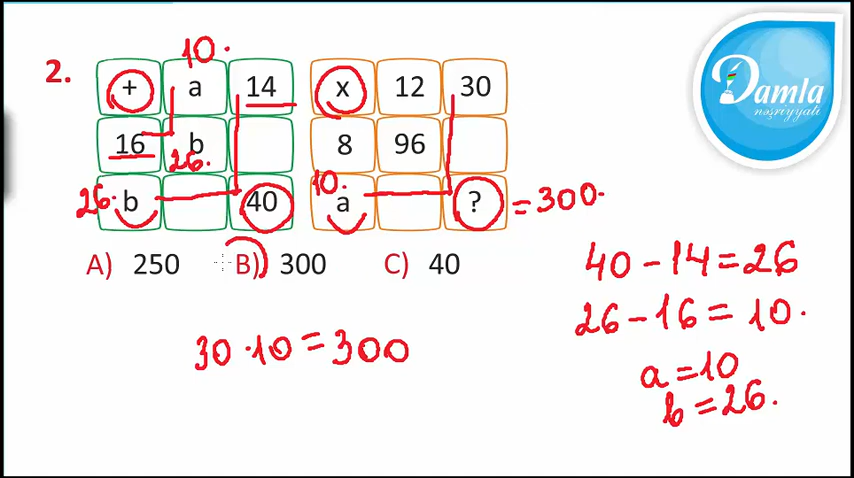 10.
2.
+ a 14
x 12 30
16 b
26.
8 96
26. b 40
10. a ? = 300.
A) 250 B) 300 C) 40
40 - 14 = 26
26 - 16 = 10.
30 · 10 = 300
a = 10
b = 26.
Damla
nəşriyyatı